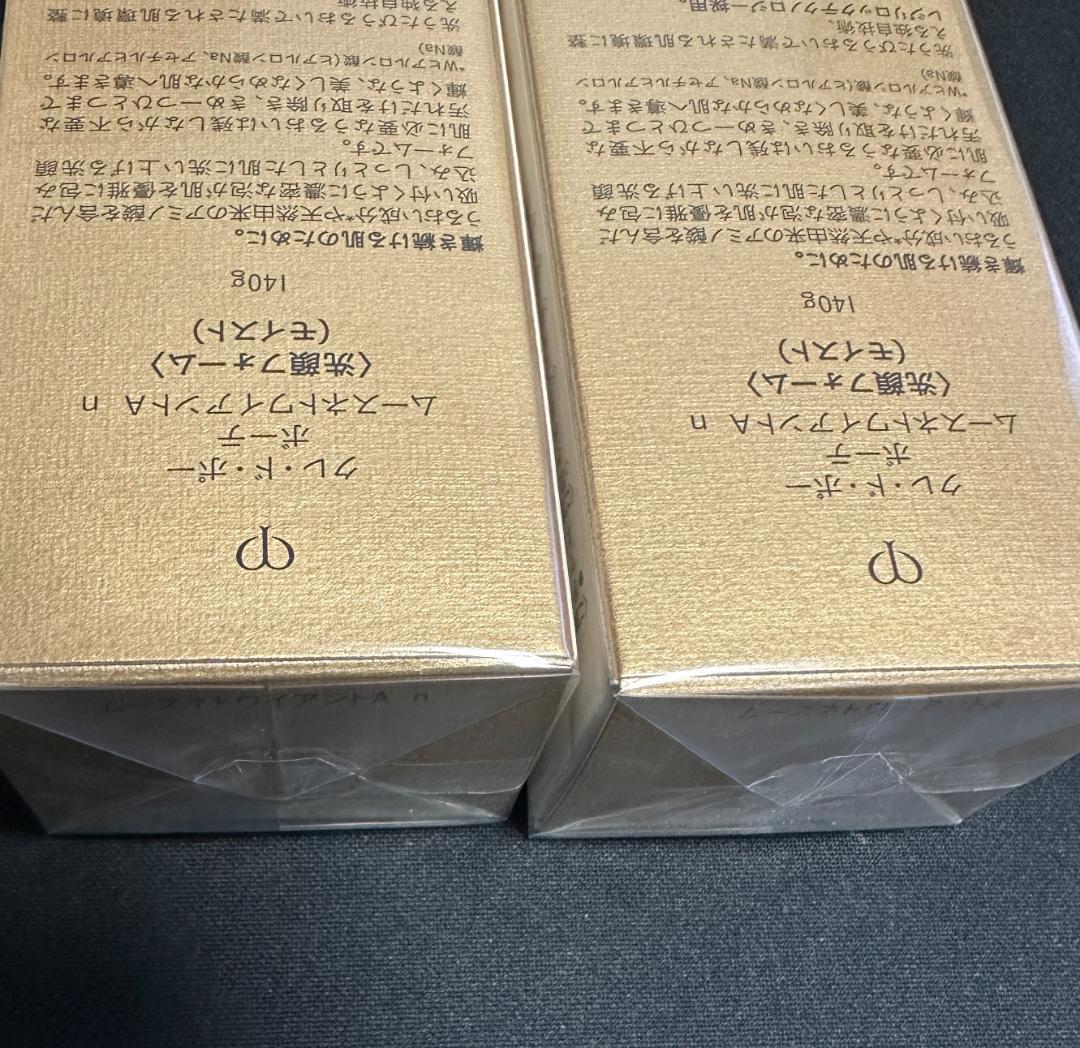 クレ・ド・ポー
ボーテ
ムースネトワイアントA n
〈洗顔フォーム〉
(モイスト)
140g
輝き続ける肌のために。
うるおい成分*や天然由来のアミノ酸を含んだ
吸い付くように濃密な泡が肌を優雅に包み
込み、しっとりとした肌に洗い上げる洗顔
フォームです。
肌に必要なうるおいは残しながら不要な
汚れだけを取り除き、きめ一つひとつまで
輝くような、美しくなめらかな肌へ導きます。
*Wヒアルロン酸(ヒアルロン酸Na、アセチルヒアルロン
酸Na)
洗うたびうるおいで満たされる肌環境に整
える独自技術
クレ・ド・ポー
ボーテ
ムースネトワイアントA n
〈洗顔フォーム〉
(モイスト)
140g
輝き続ける肌のために。
うるおい成分*や天然由来のアミノ酸を含んだ
吸い付くように濃密な泡が肌を優雅に包み
込み、しっとりとした肌に洗い上げる洗顔
フォームです。
肌に必要なうるおいは残しながら不要な
汚れだけを取り除き、きめ一つひとつまで
輝くような、美しくなめらかな肌へ導きます。
*Wヒアルロン酸(ヒアルロン酸Na、アセチルヒアルロン
酸Na)
洗うたびうるおいで満たされる肌環境に整
える独自技術、
ムースネトワイアントA n